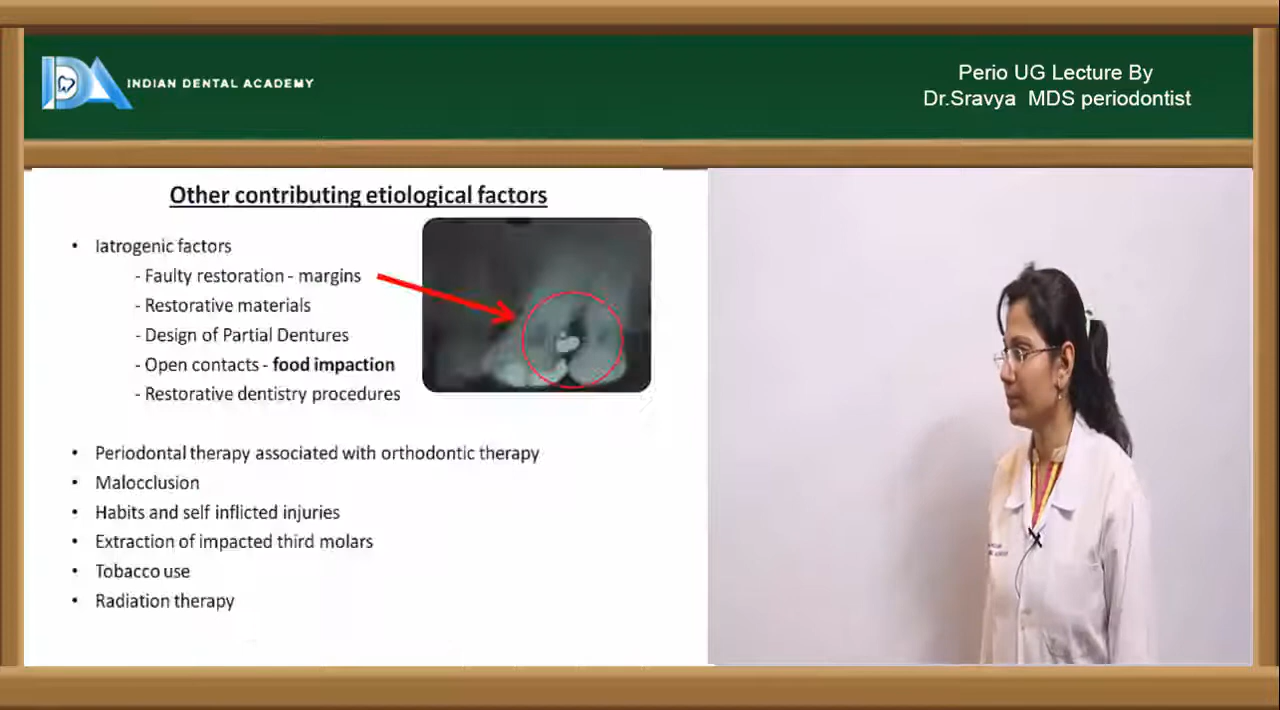 INDIAN DENTAL ACADEMY
Perio UG Lecture By
Dr.Sravya MDS periodontist
Other contributing etiological factors
• Iatrogenic factors
- Faulty restoration - margins
- Restorative materials
- Design of Partial Dentures
- Open contacts - food impaction
- Restorative dentistry procedures
• Periodontal therapy associated with orthodontic therapy
• Malocclusion
• Habits and self inflicted injuries
• Extraction of impacted third molars
• Tobacco use
• Radiation therapy